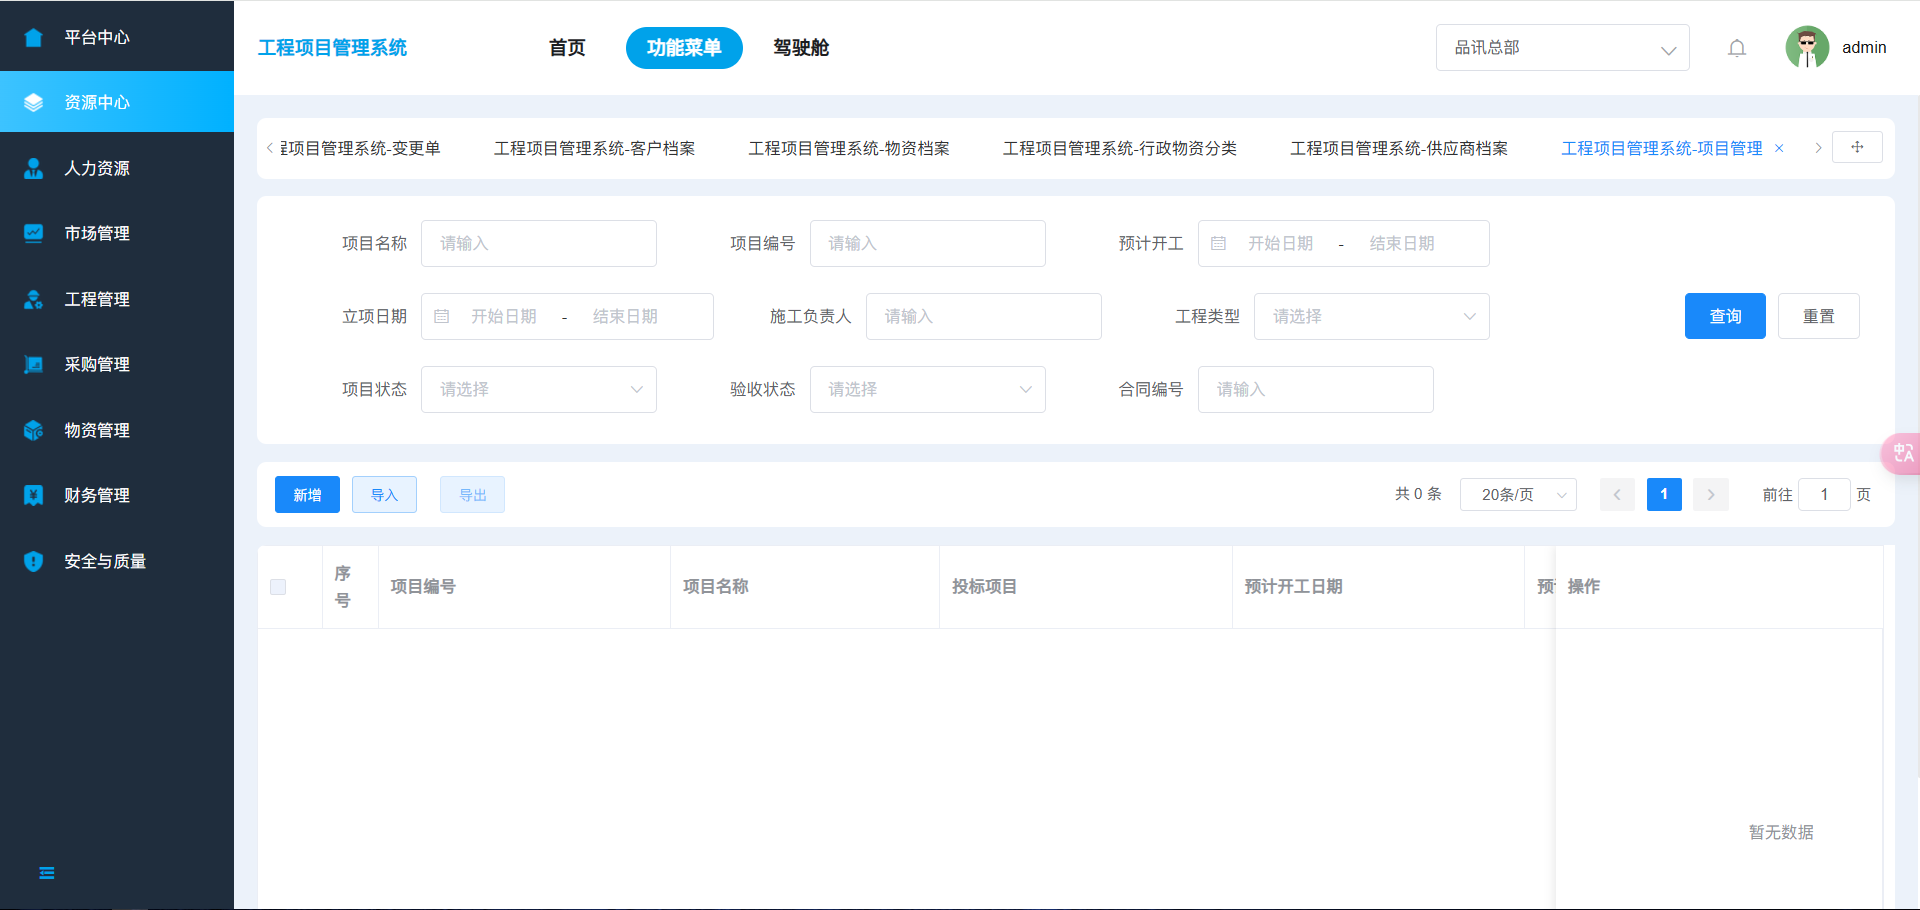 平台中心
资源中心
人力资源
市场管理
工程管理
采购管理
物资管理
财务管理
安全与质量
工程项目管理系统
首页
功能菜单
驾驶舱
品讯总部
admin
程项目管理系统-变更单
工程项目管理系统-客户档案
工程项目管理系统-物资档案
工程项目管理系统-行政物资分类
工程项目管理系统-供应商档案
工程项目管理系统-项目管理
项目名称 请输入
项目编号 请输入
预计开工 开始日期 - 结束日期
立项日期 开始日期 - 结束日期
施工负责人 请输入
工程类型 请选择
查询 重置
项目状态 请选择
验收状态 请选择
合同编号 请输入
新增 导入 导出
共 0 条 20条/页 1 前往 1 页
序号 项目编号 项目名称 投标项目 预计开工日期 预计 操作
暂无数据
中A